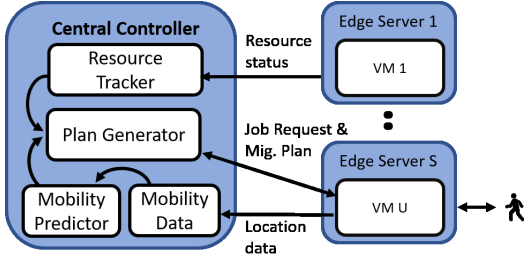 Central Controller
Resource
Tracker
Plan Generator
Mobility
Predictor
Mobility
Data
Resource
status
Job Request &
Mig. Plan
Location
data
Edge Server 1
VM 1
Edge Server S
VM U